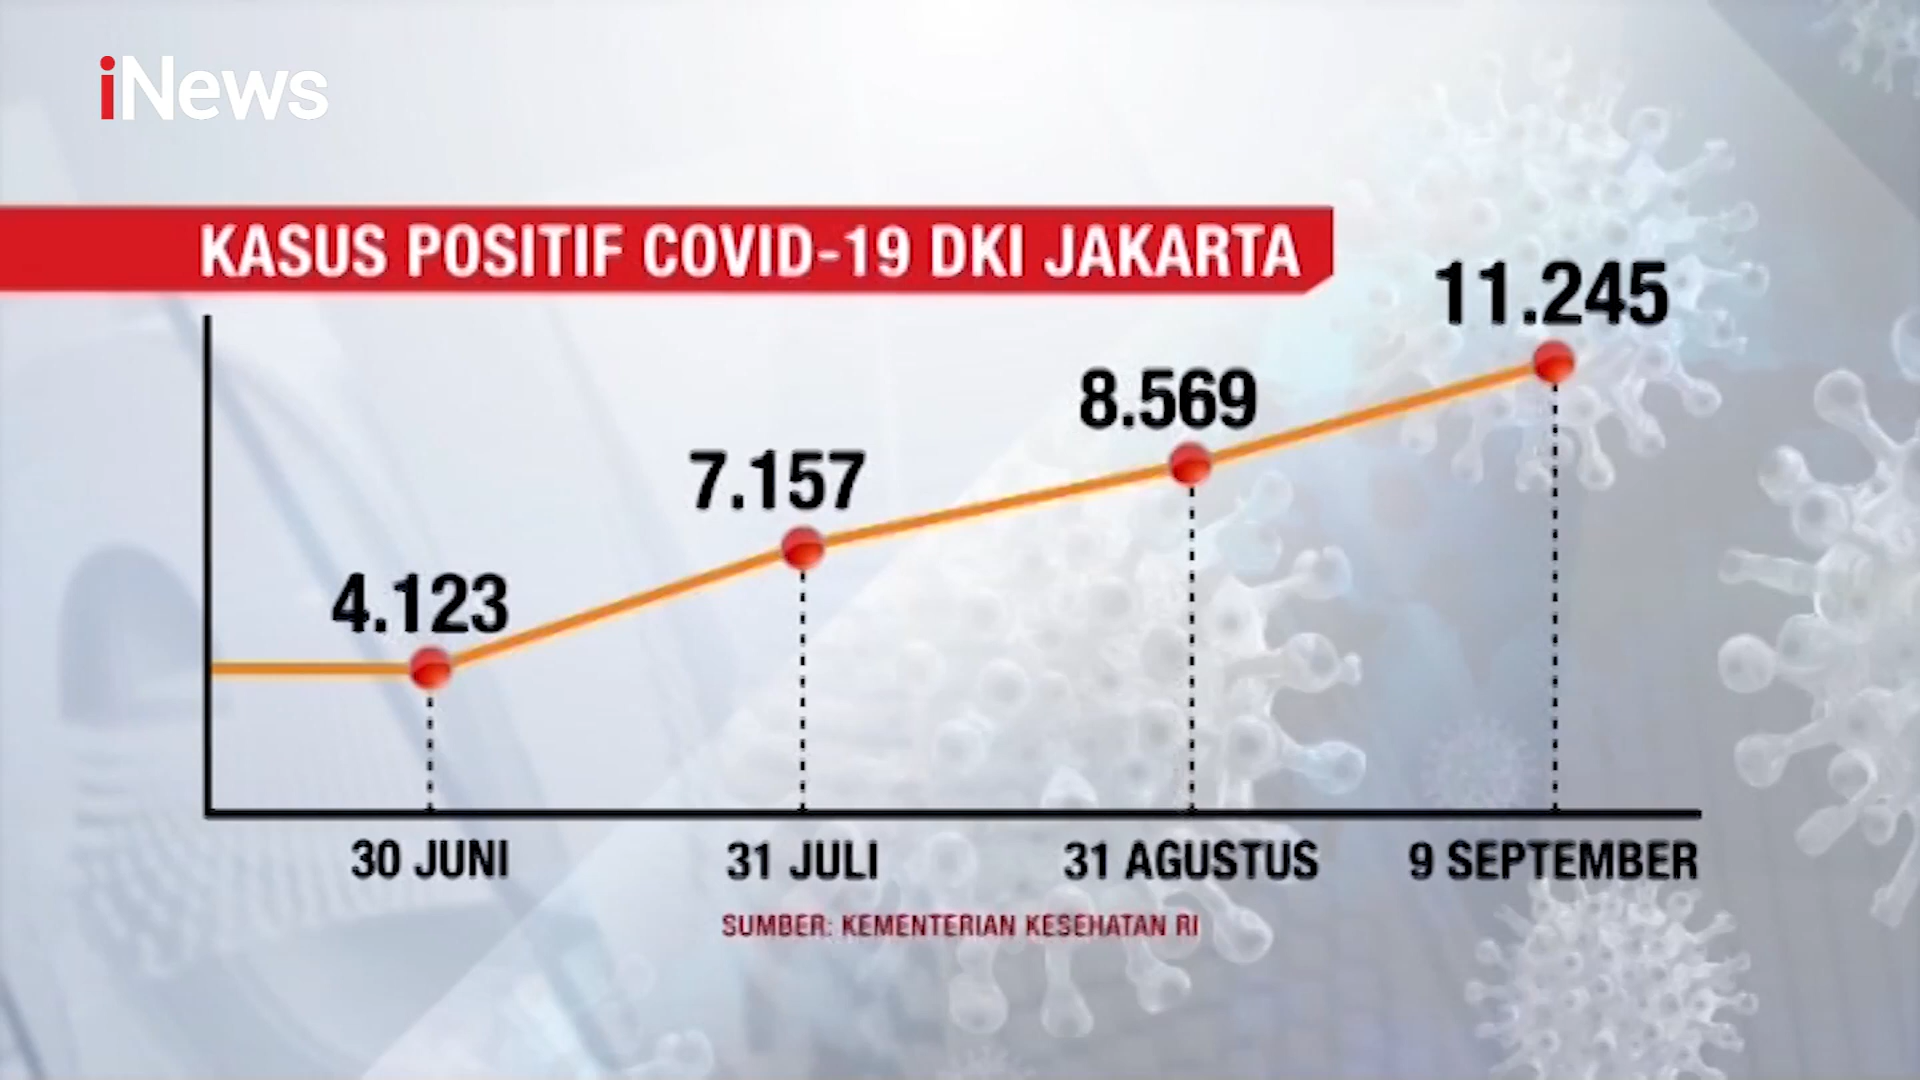 iNews
KASUS POSITIF COVID-19 DKI JAKARTA
11.245
8.569
7.157
4.123
30 JUNI
31 JULI
31 AGUSTUS
9 SEPTEMBER
SUMBER: KEMENTERIAN KESEHATAN RI